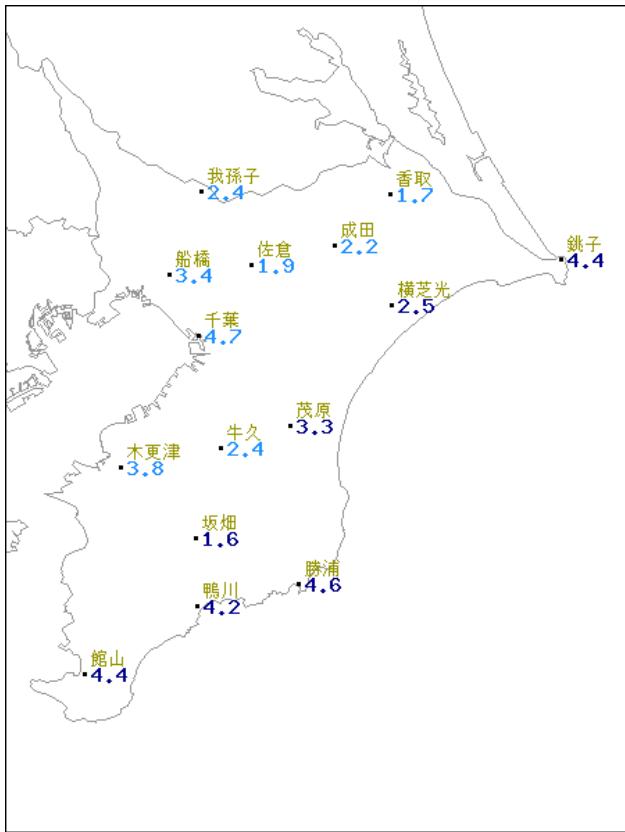 我孫子
2.4
香取
1.7
成田
2.2
銚子
4.4
佐倉
1.9
船橋
3.4
横芝光
2.5
千葉
4.7
茂原
3.3
牛久
2.4
木更津
3.8
坂畑
1.6
勝浦
4.6
鴨川
4.2
館山
4.4